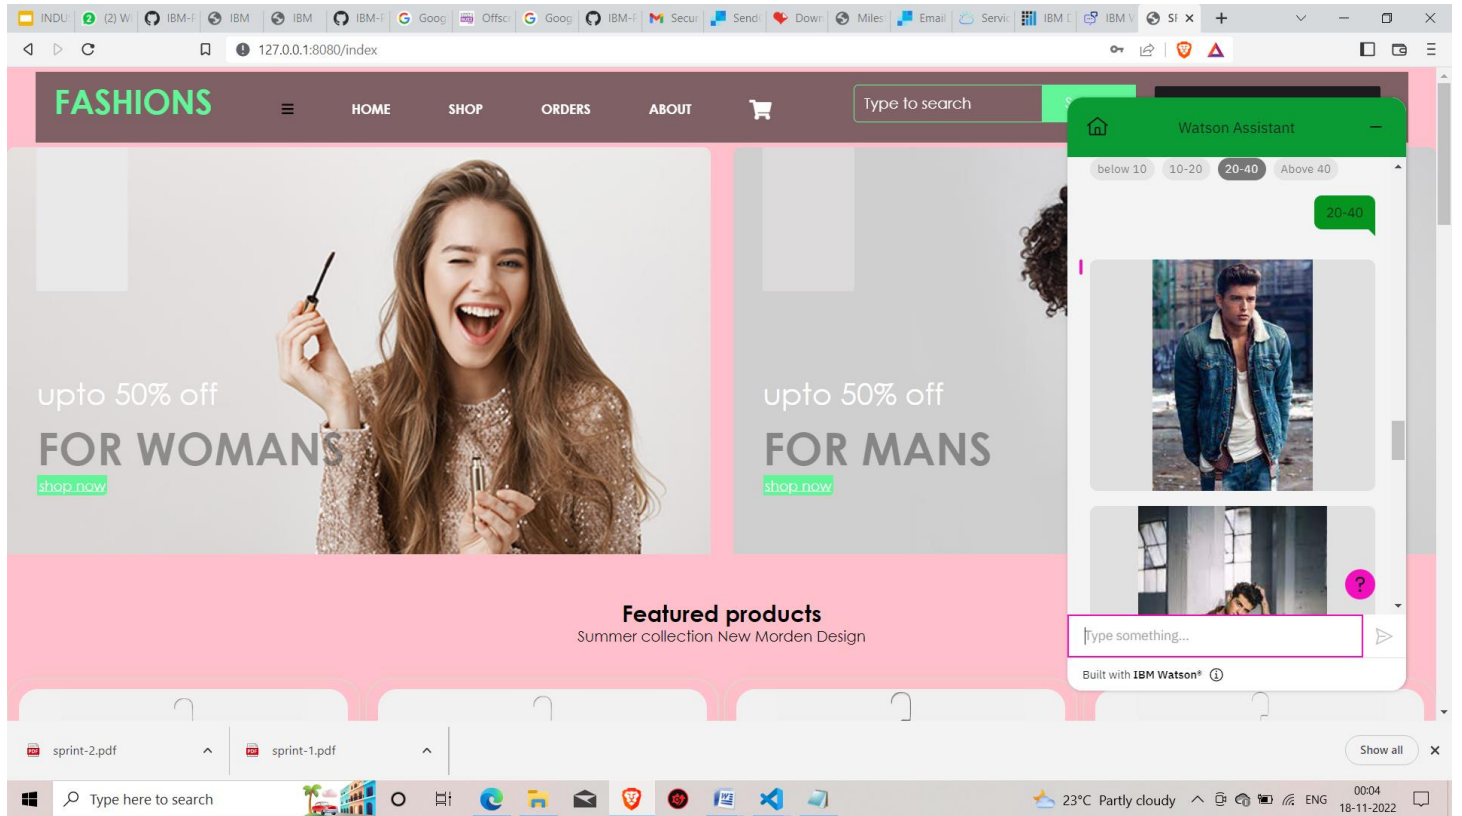 INDU
(2) W
IBM-F
IBM
IBM
IBM-F
Goog
Offsc
Goog
IBM-F
Secur
Send
Down
Miles
Email
Servic
IBM
IBM
127.0.0.1:8080/index
FASHIONS
HOME
SHOP
ORDERS
ABOUT
Type to search
Watson Assistant
below 10
10-20
20-40
Above 40
20-40
upto 50% off
FOR WOMANS
shop now
upto 50% off
FOR MANS
shop now
Featured products
Summer collection New Morden Design
?
Type something...
Built with IBM Watson®
sprint-2.pdf
sprint-1.pdf
Show all
Type here to search
23°C Partly cloudy
ENG
00:04
18-11-2022